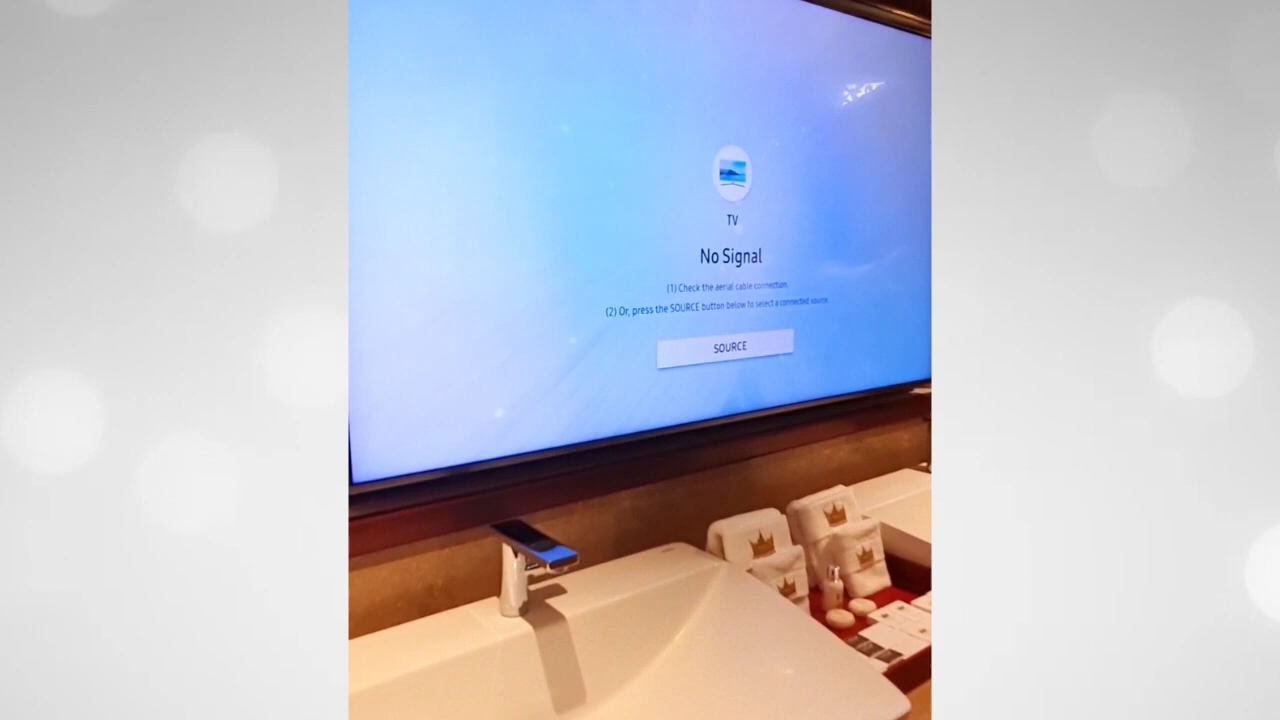 TV
No Signal
(1) Check the aerial cable connection.
(2) Or, press the SOURCE button below to select a connected source.
SOURCE